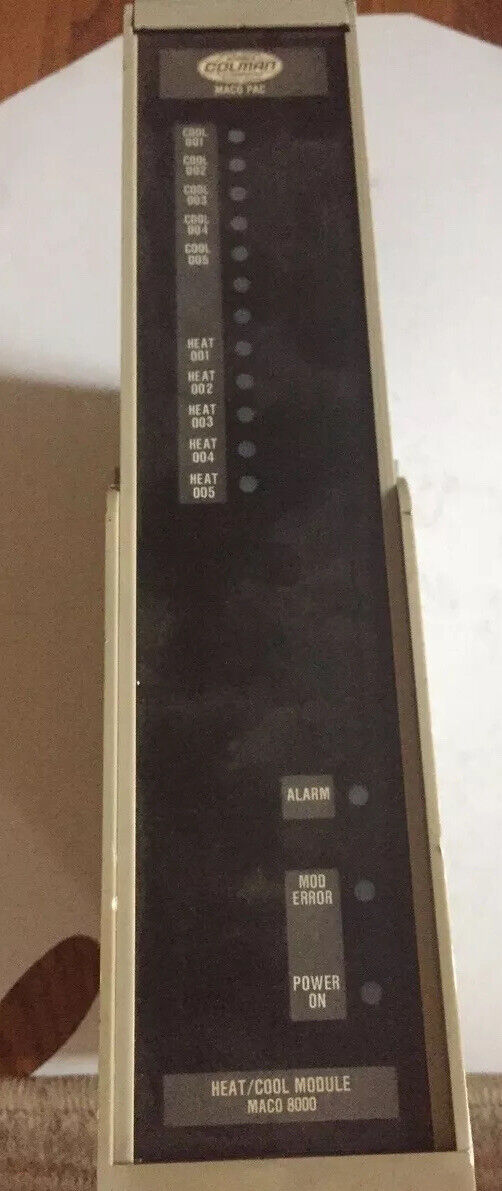 COLMAN
MACO PAC
COOL
001
COOL
002
COOL
003
COOL
004
COOL
005
HEAT
001
HEAT
002
HEAT
003
HEAT
004
HEAT
005
ALARM
MOD
ERROR
POWER
ON
HEAT/COOL MODULE
MACO 8000